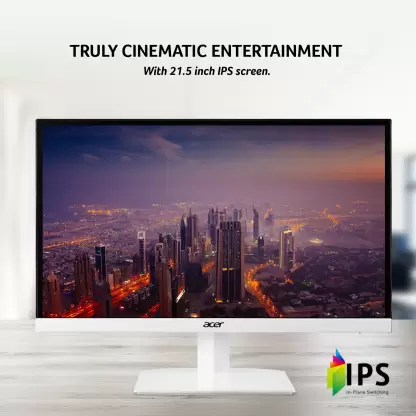 TRULY CINEMATIC ENTERTAINMENT
With 21.5 inch IPS screen.
acer
IPS
In-Plane Switching